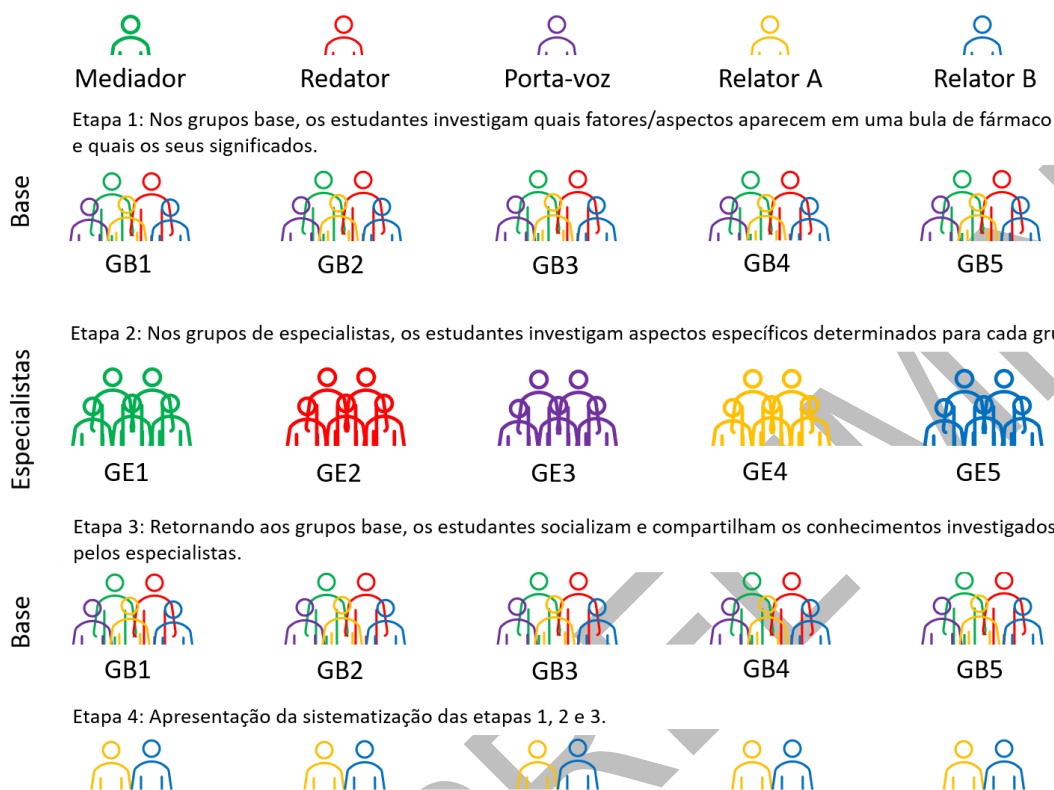 Mediador Redator Porta-voz Relator A Relator B
Etapa 1: Nos grupos base, os estudantes investigam quais fatores/aspectos aparecem em uma bula de fármaco
e quais os seus significados.
Base
GB1 GB2 GB3 GB4 GB5
Etapa 2: Nos grupos de especialistas, os estudantes investigam aspectos específicos determinados para cada gru
Especialistas
GE1 GE2 GE3 GE4 GE5
Etapa 3: Retornando aos grupos base, os estudantes socializam e compartilham os conhecimentos investigados
pelos especialistas.
Base
GB1 GB2 GB3 GB4 GB5
Etapa 4: Apresentação da sistematização das etapas 1, 2 e 3.